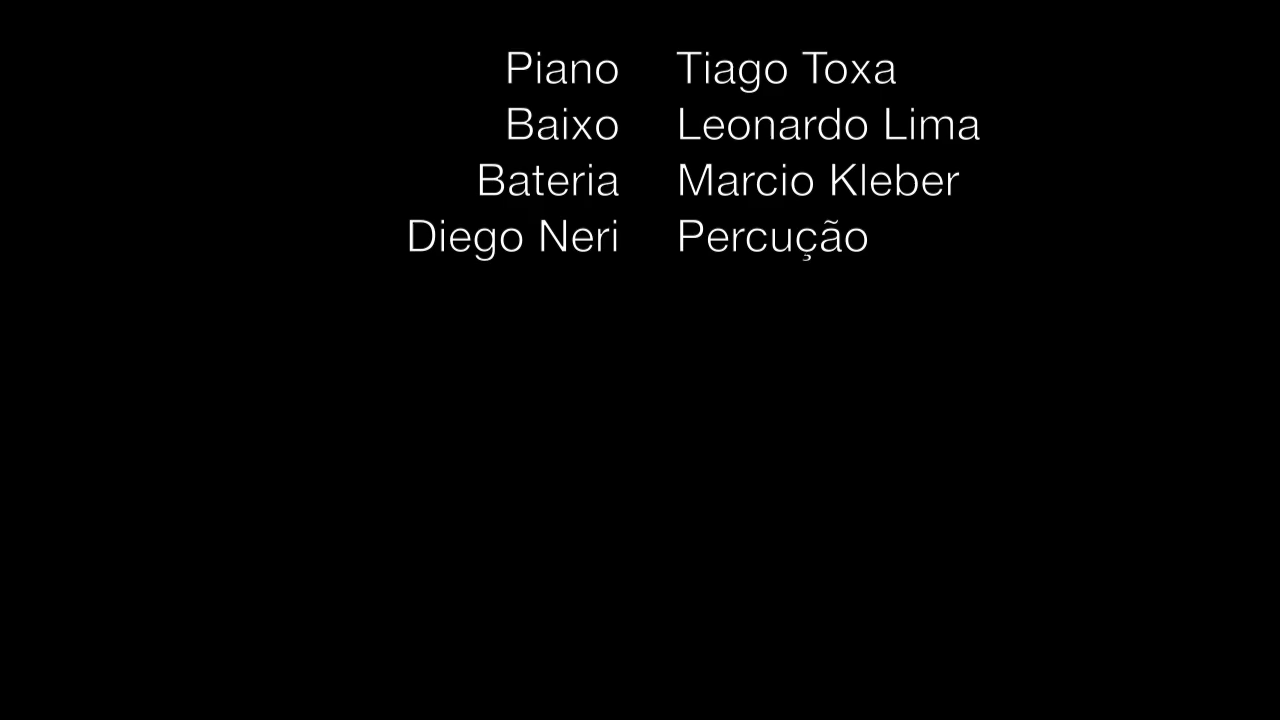 Piano Tiago Toxa
Baixo Leonardo Lima
Bateria Marcio Kleber
Diego Neri Percução